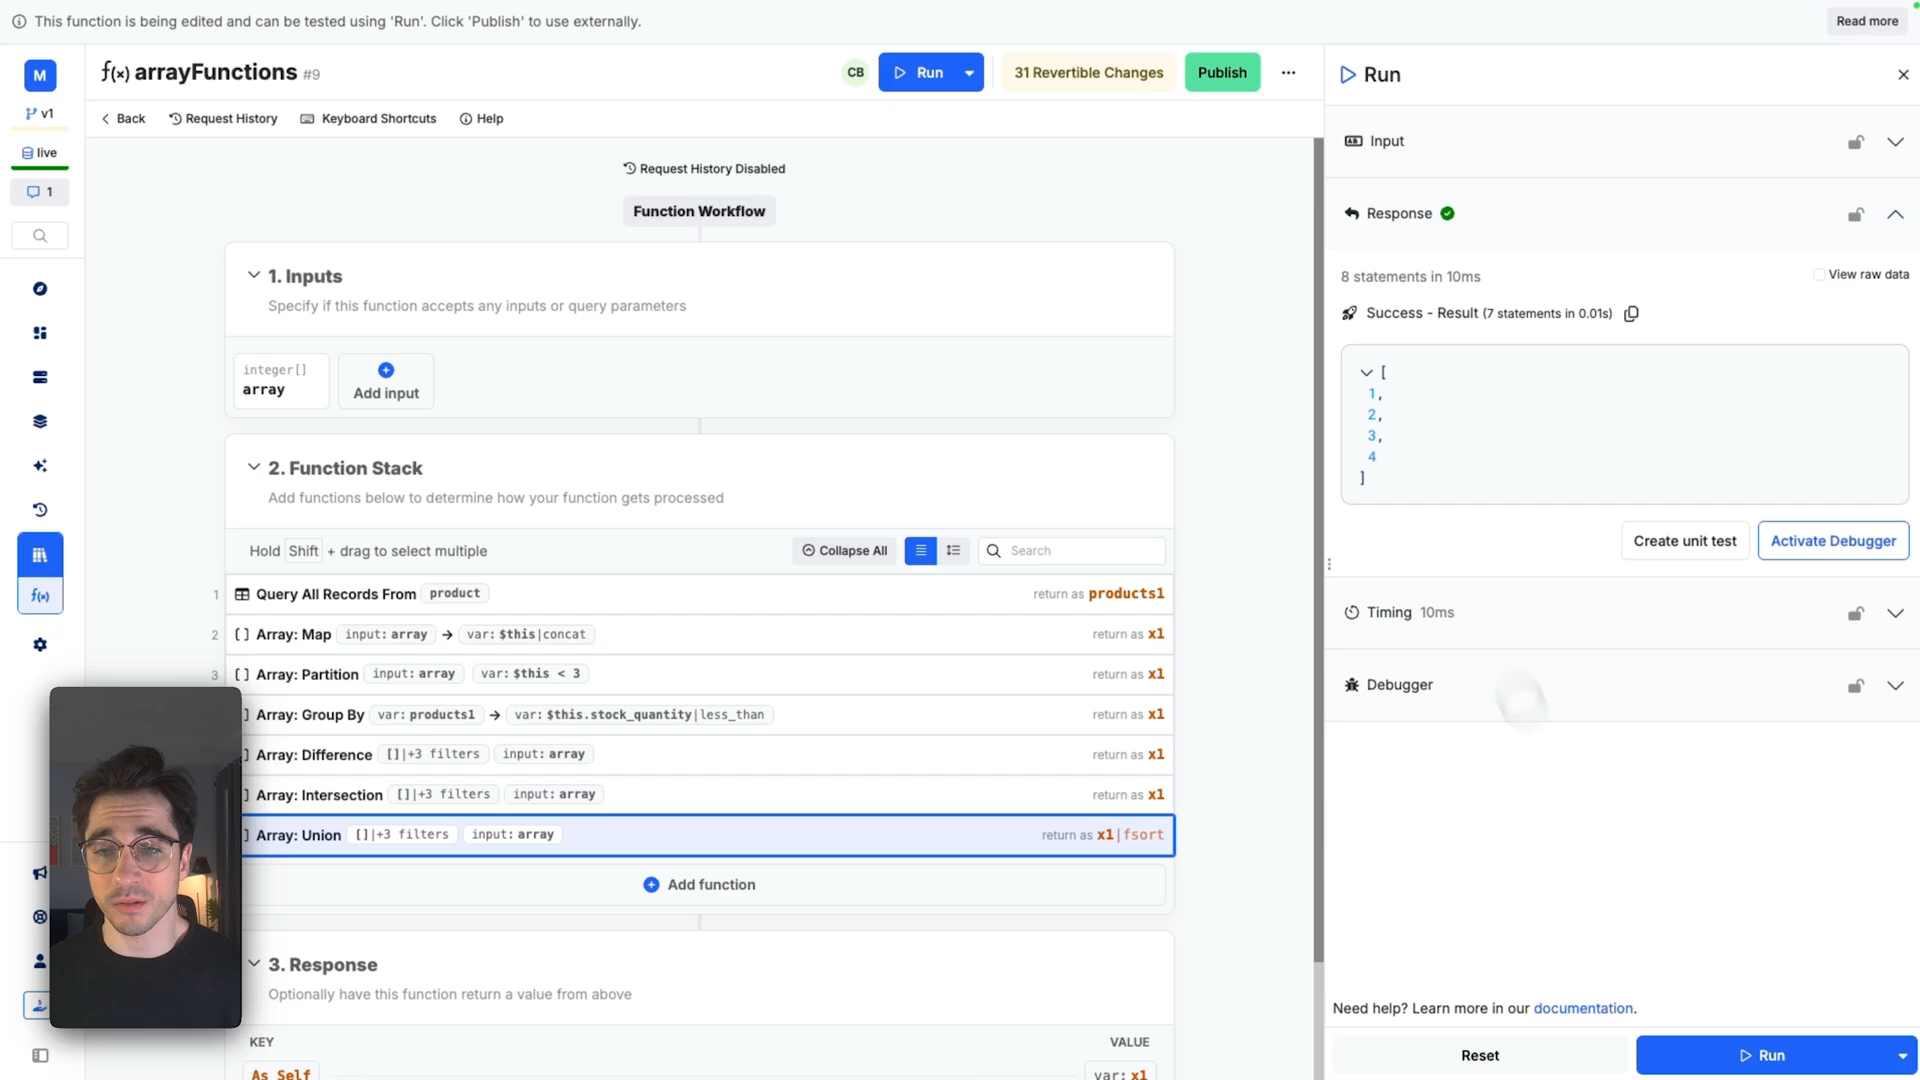 This function is being edited and can be tested using 'Run'. Click 'Publish' to use externally.
Read more
M
v1
live
1
f(x) arrayFunctions #9
CB
Run
31 Revertible Changes
Publish
Back
Request History
Keyboard Shortcuts
Help
Request History Disabled
Function Workflow
1. Inputs
Specify if this function accepts any inputs or query parameters
integer[]
array
Add input
2. Function Stack
Add functions below to determine how your function gets processed
Hold Shift + drag to select multiple
Collapse All
Search
1 Query All Records From product return as products1
2 [] Array: Map input: array → var: $this|concat return as x1
3 [] Array: Partition input: array var: $this < 3 return as x1
] Array: Group By var: products1 → var: $this.stock_quantity|less_than return as x1
] Array: Difference []|+3 filters input: array return as x1
] Array: Intersection []|+3 filters input: array return as x1
] Array: Union []|+3 filters input: array return as x1|fsort
Add function
3. Response
Optionally have this function return a value from above
KEY VALUE
As Self var: x1
f(x)
Run
Input
Response
8 statements in 10ms
View raw data
Success - Result (7 statements in 0.01s)
[
1,
2,
3,
4
]
Create unit test
Activate Debugger
Timing 10ms
Debugger
Need help? Learn more in our documentation.
Reset
Run